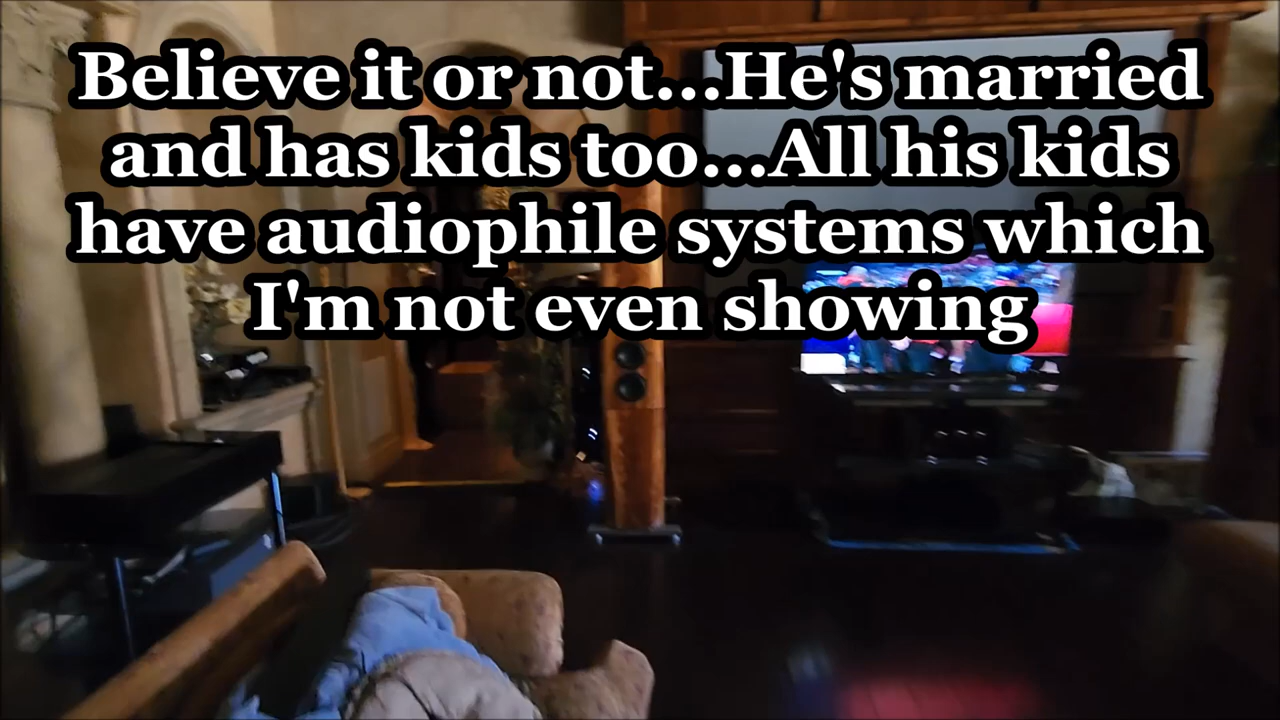 Believe it or not...He's married
and has kids too...All his kids
have audiophile systems which
I'm not even showing